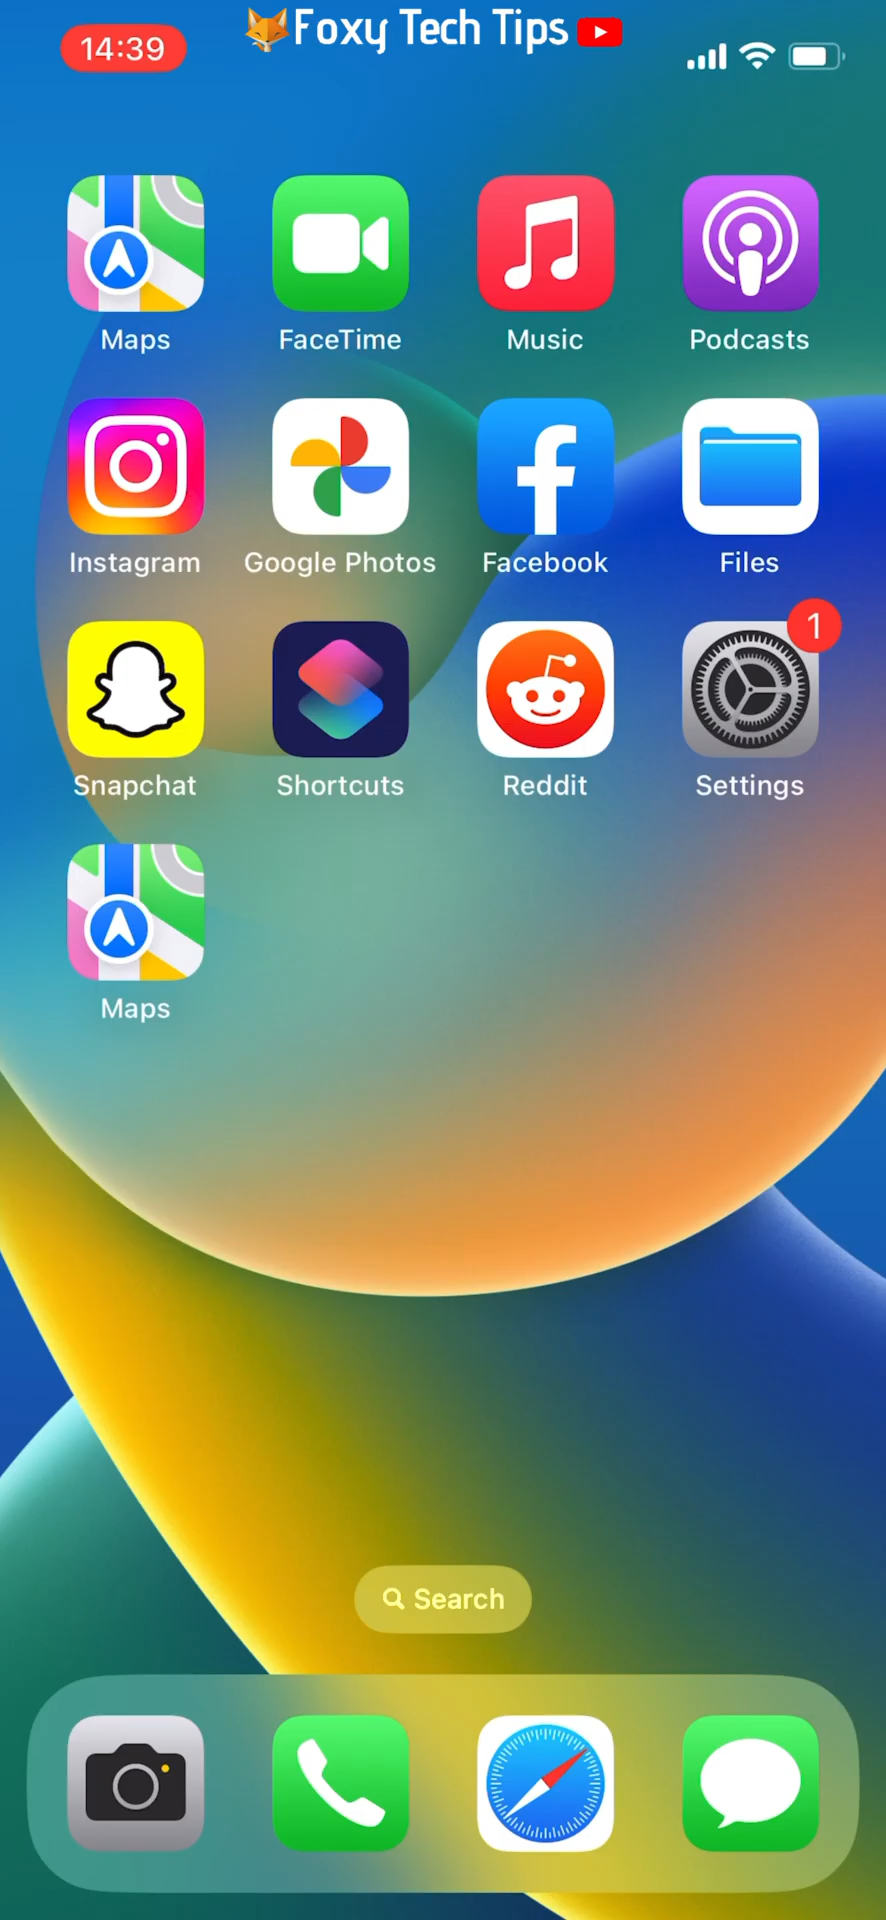 14:39
Foxy Tech Tips
Maps FaceTime Music Podcasts
Instagram Google Photos Facebook Files
1
Snapchat Shortcuts Reddit Settings
Maps
Search